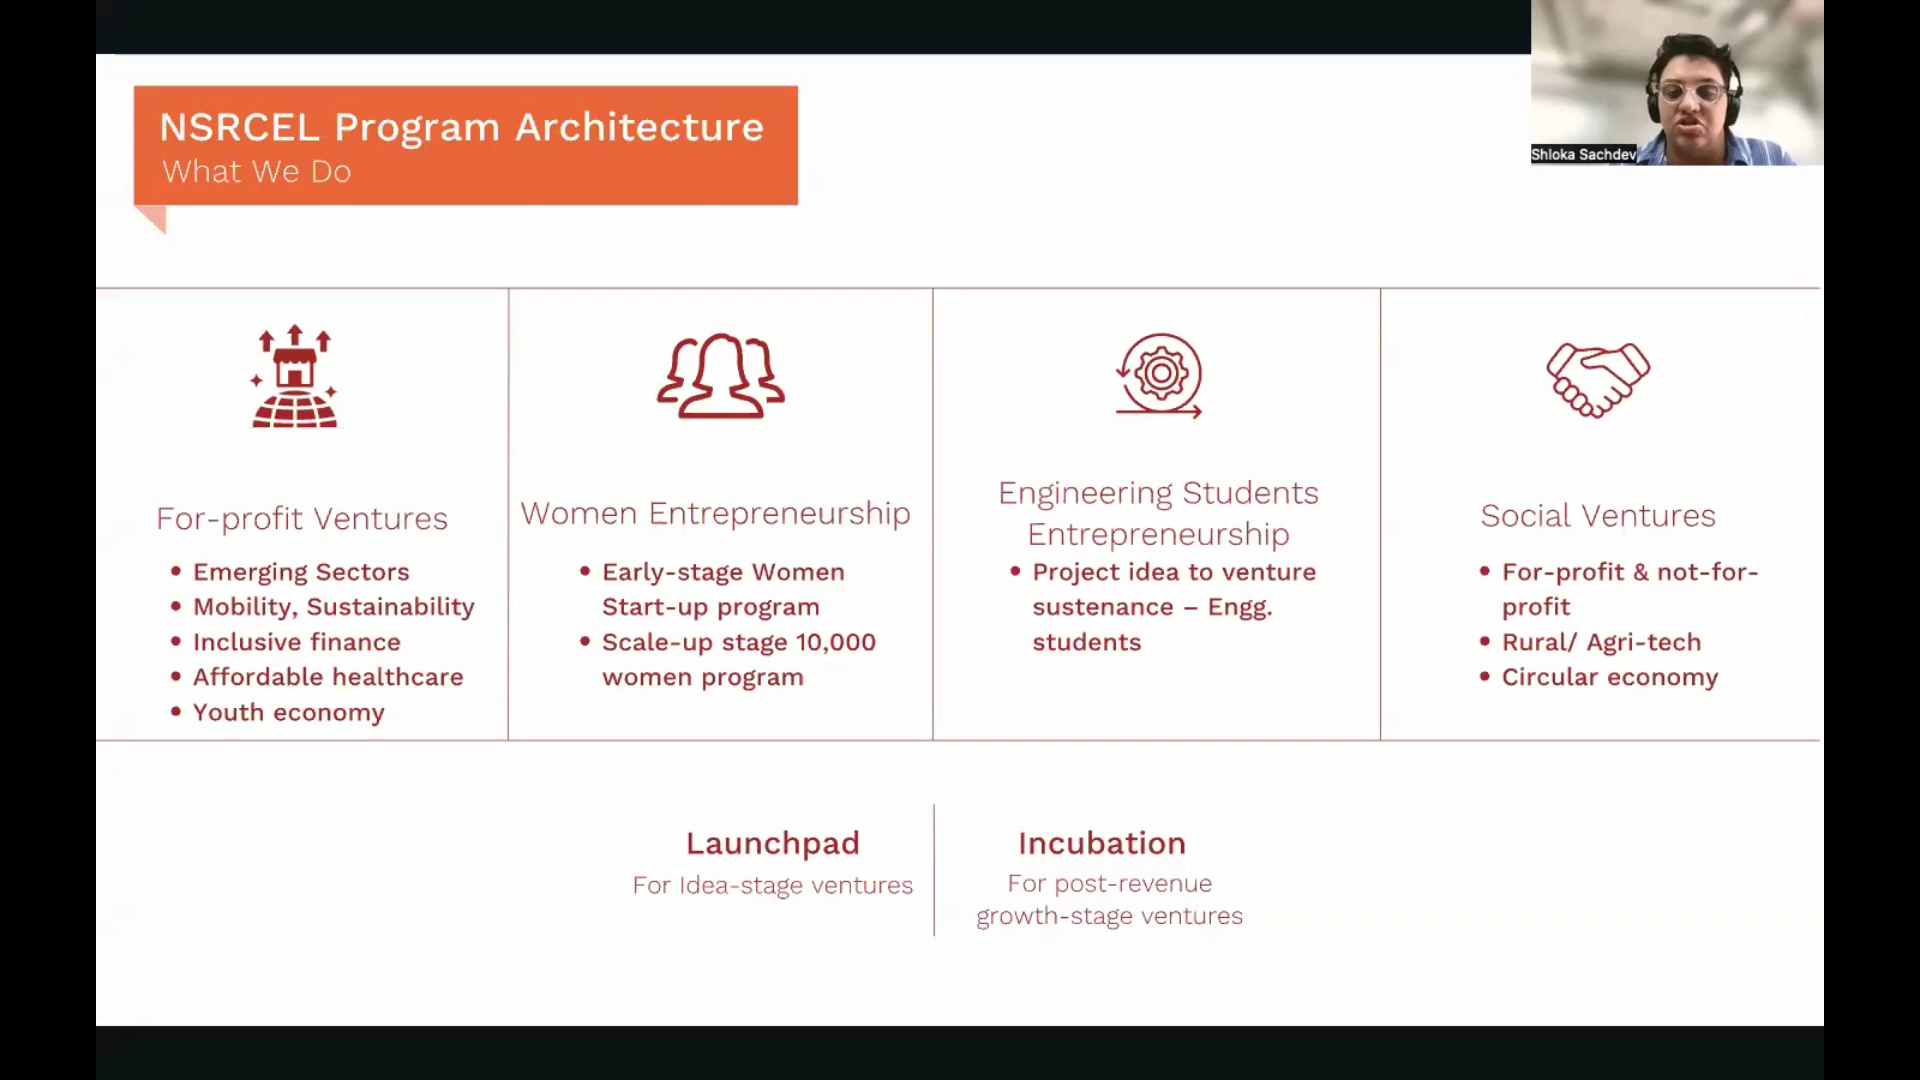 NSRCEL Program Architecture
What We Do
Shloka Sachdev
For-profit Ventures
• Emerging Sectors
• Mobility, Sustainability
• Inclusive finance
• Affordable healthcare
• Youth economy
Women Entrepreneurship
• Early-stage Women
Start-up program
• Scale-up stage 10,000
women program
Engineering Students
Entrepreneurship
• Project idea to venture
sustenance – Engg.
students
Social Ventures
• For-profit & not-for-
profit
• Rural/ Agri-tech
• Circular economy
Launchpad
For Idea-stage ventures
Incubation
For post-revenue
growth-stage ventures